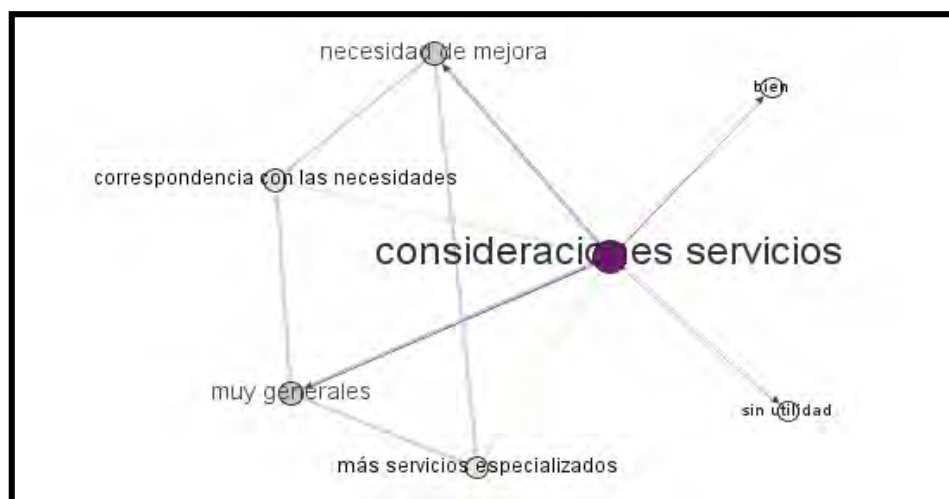 necesidad de mejora
bien
correspondencia con las necesidades
consideraciones servicios
muy generales
sin utilidad
más servicios especializados